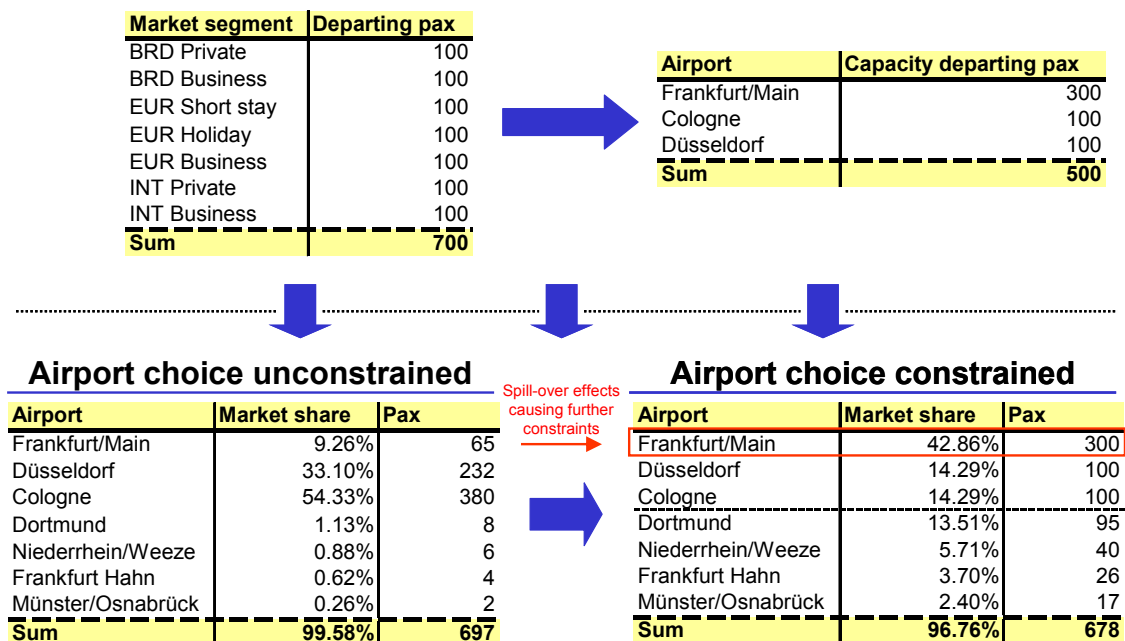 Market segment Departing pax
BRD Private 100
BRD Business 100
EUR Short stay 100
EUR Holiday 100
EUR Business 100
INT Private 100
INT Business 100
Sum 700
Airport Capacity departing pax
Frankfurt/Main 300
Cologne 100
Düsseldorf 100
Sum 500
Airport choice unconstrained
Airport Market share Pax
Frankfurt/Main 9.26% 65
Düsseldorf 33.10% 232
Cologne 54.33% 380
Dortmund 1.13% 8
Niederrhein/Weeze 0.88% 6
Frankfurt Hahn 0.62% 4
Münster/Osnabrück 0.26% 2
Sum 99.58% 697
Spill-over effects
causing further
constraints
Airport choice constrained
Airport Market share Pax
Frankfurt/Main 42.86% 300
Düsseldorf 14.29% 100
Cologne 14.29% 100
Dortmund 13.51% 95
Niederrhein/Weeze 5.71% 40
Frankfurt Hahn 3.70% 26
Münster/Osnabrück 2.40% 17
Sum 96.76% 678